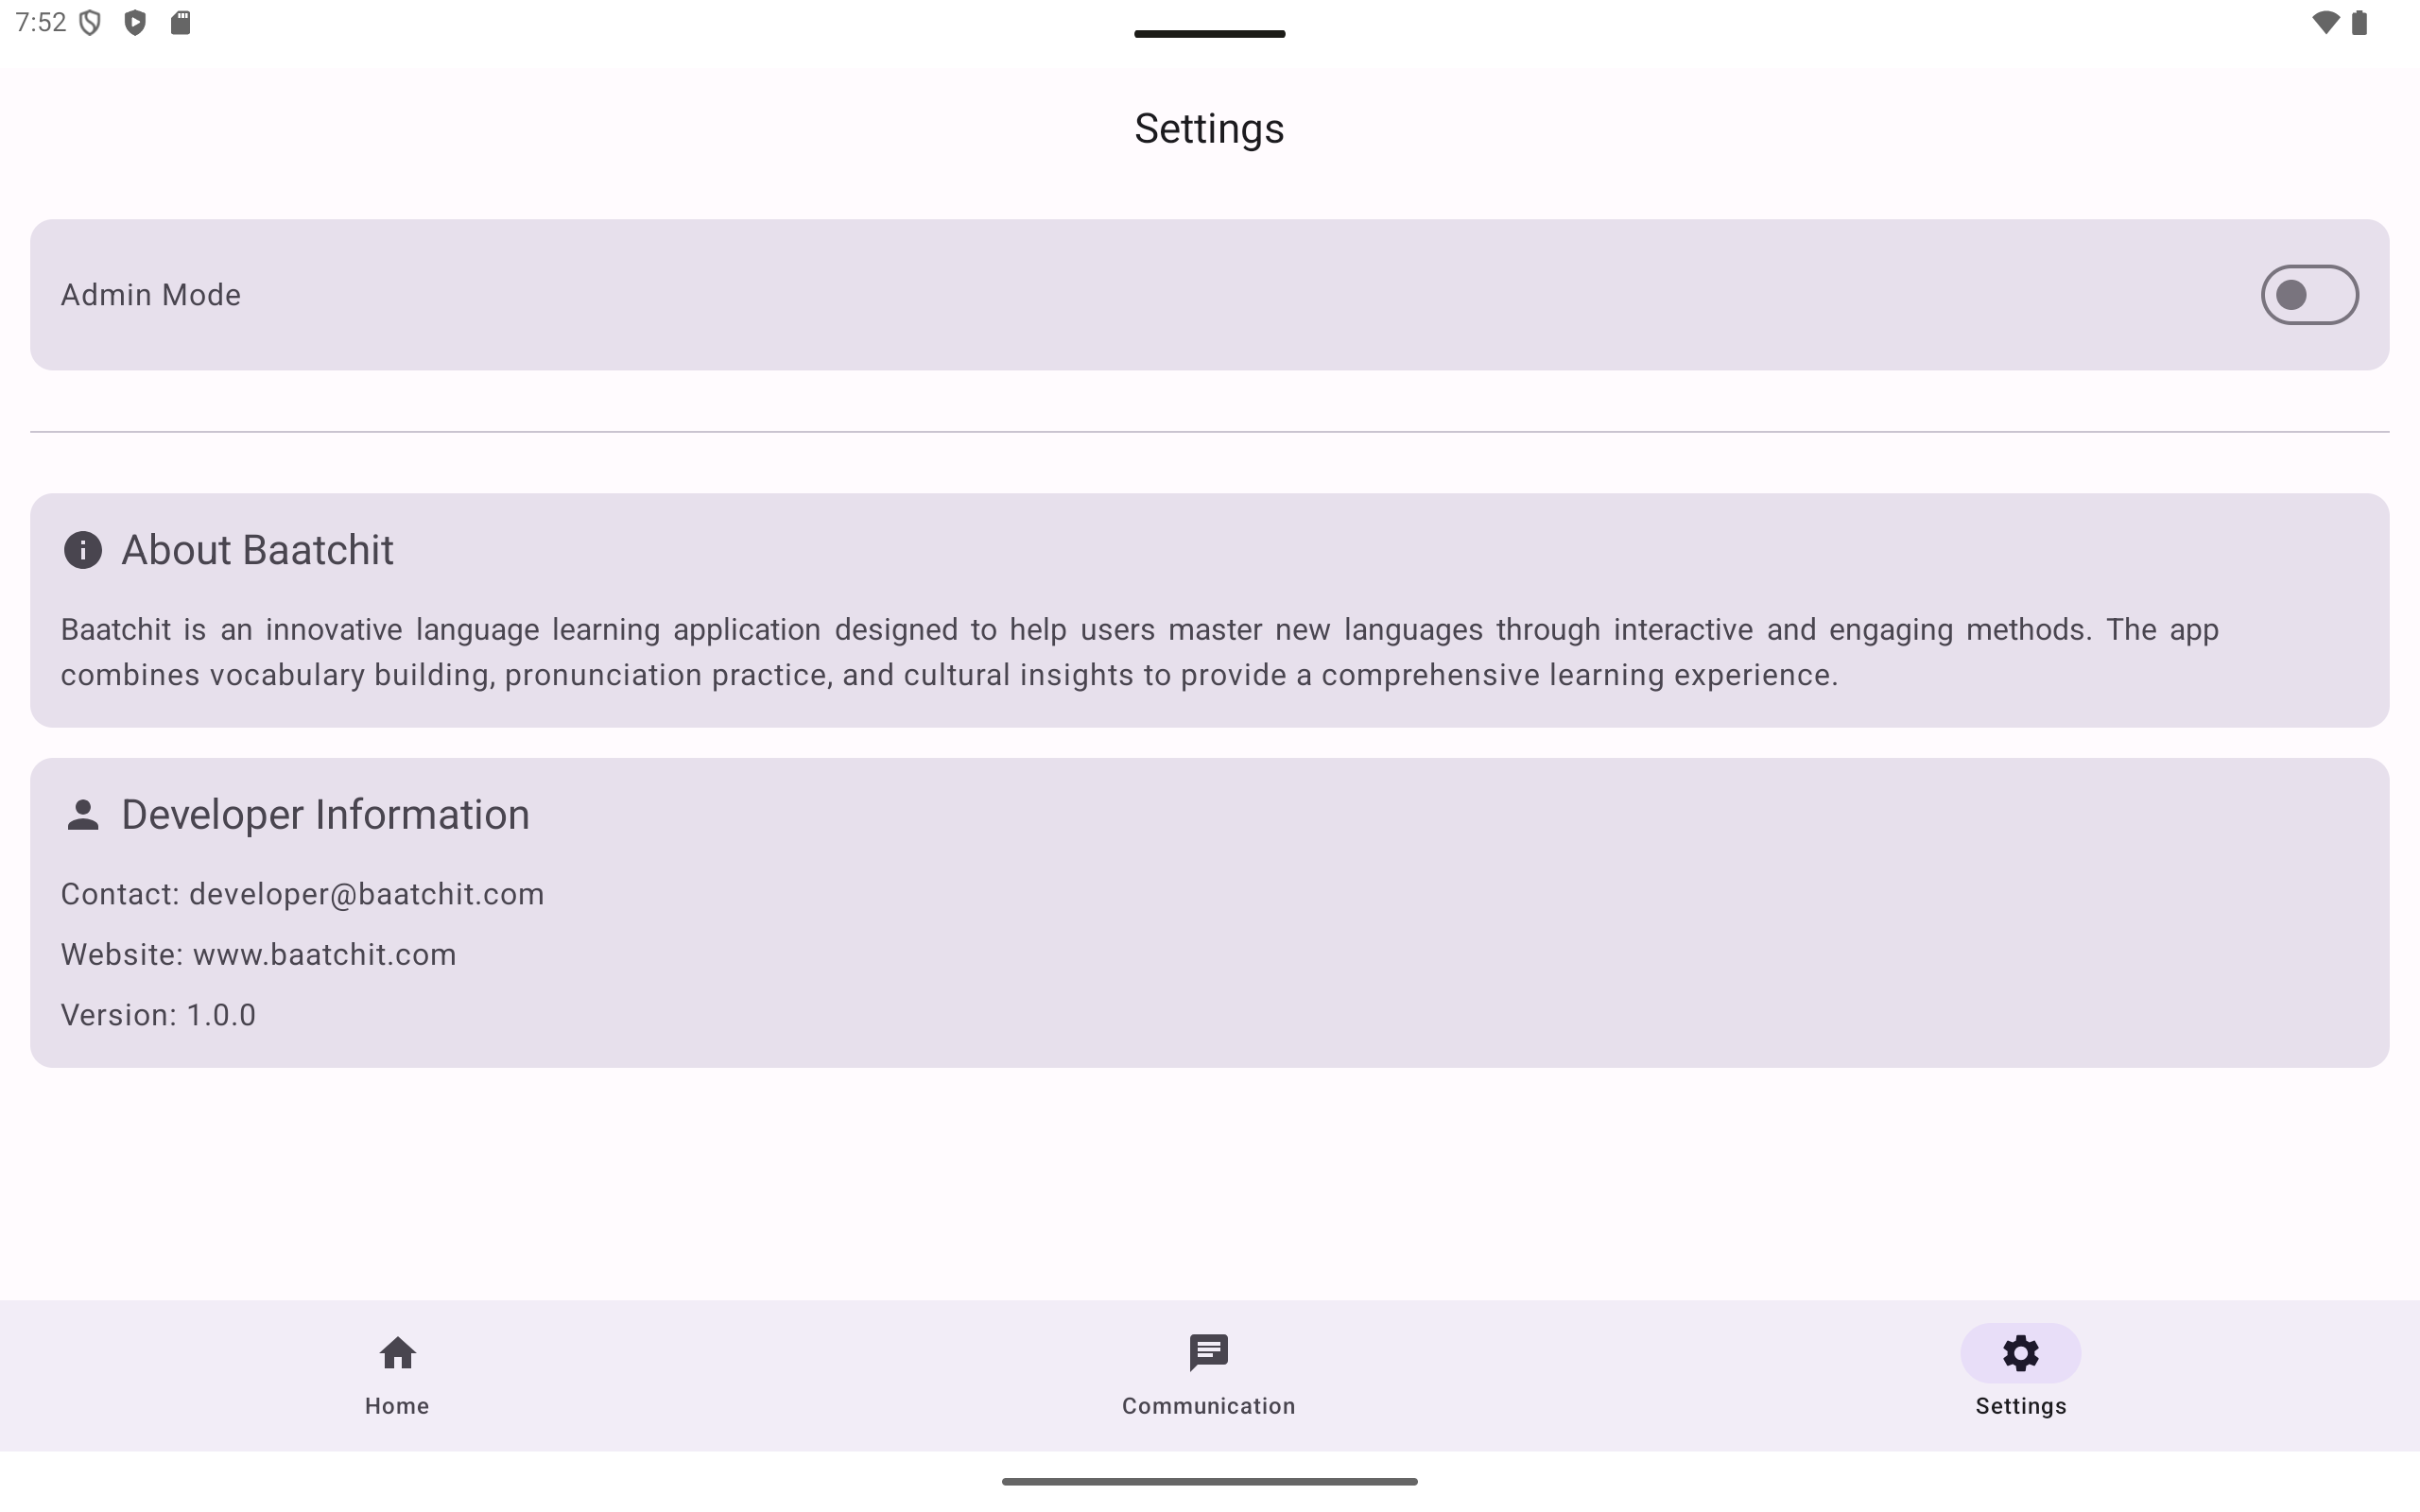 7:52
Settings
Admin Mode
About Baatchit
Baatchit is an innovative language learning application designed to help users master new languages through interactive and engaging methods. The app
combines vocabulary building, pronunciation practice, and cultural insights to provide a comprehensive learning experience.
Developer Information
Contact: developer@baatchit.com
Website: www.baatchit.com
Version: 1.0.0
Home
Communication
Settings